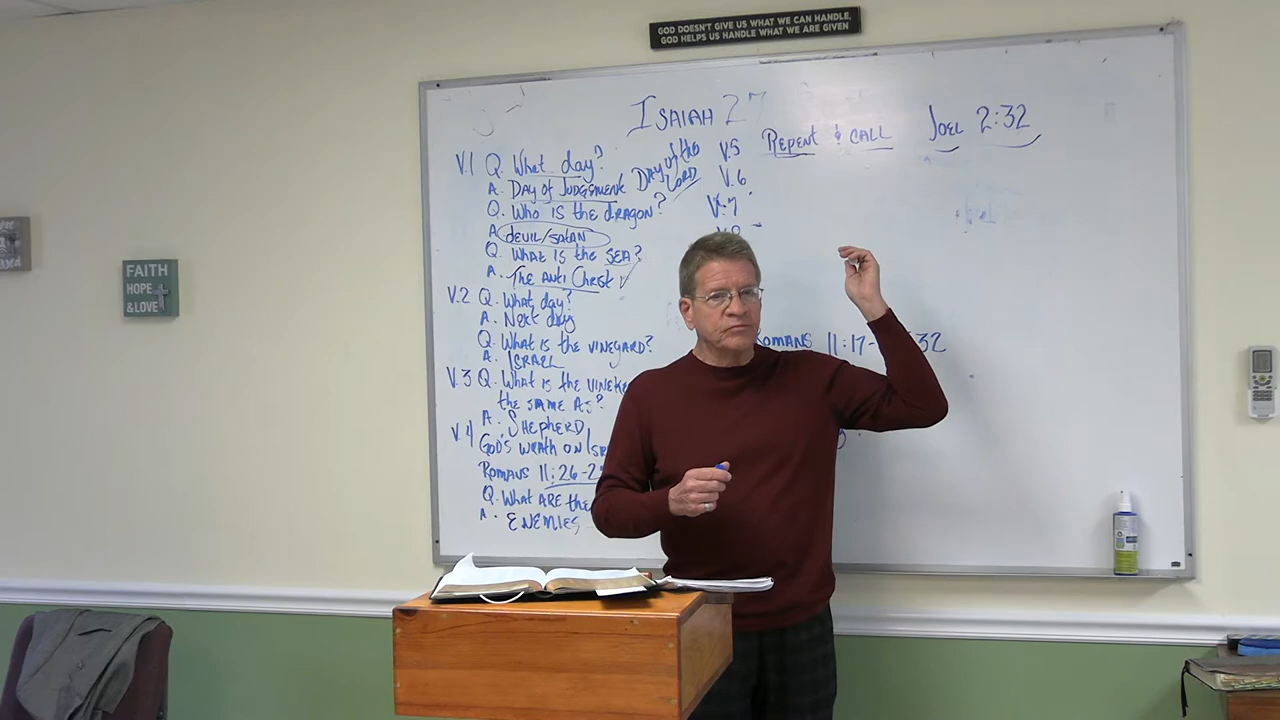 GOD DOESN'T GIVE US WHAT WE CAN HANDLE,
GOD HELPS US HANDLE WHAT WE ARE GIVEN
ISAIAH 27
V.1 Q. What day?
A. DAY OF JUDGSMENT DAY of the LORD
Q. Who is the dragon?
A. devil/satan
Q. What is the SEA?
A. The Anti Christ
V.2 Q. What day?
A. Next day
Q. What is the vineyard?
A. ISRAEL
V.3 Q. What is the
the same As?
A. Shepherd
V.4
God's wrath on
Romans 11:26-2
Q. What are the
A. ENEMIES
V.5
V.6
V.7
V.8
Repent & CALL
JOEL 2:32
ROMANS 11:17- 32
FAITH
HOPE
& LOVE